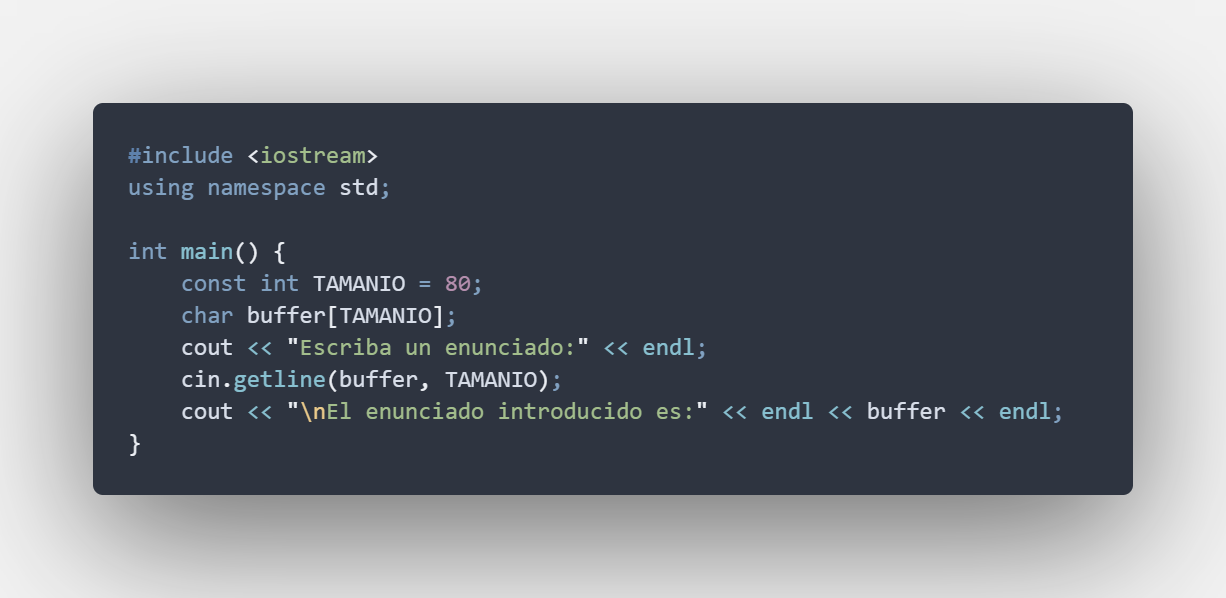 #include <iostream>
using namespace std;
int main() {
    const int TAMANIO = 80;
    char buffer[TAMANIO];
    cout << "Escriba un enunciado:" << endl;
    cin.getline(buffer, TAMANIO);
    cout << "\nEl enunciado introducido es:" << endl << buffer << endl;
}